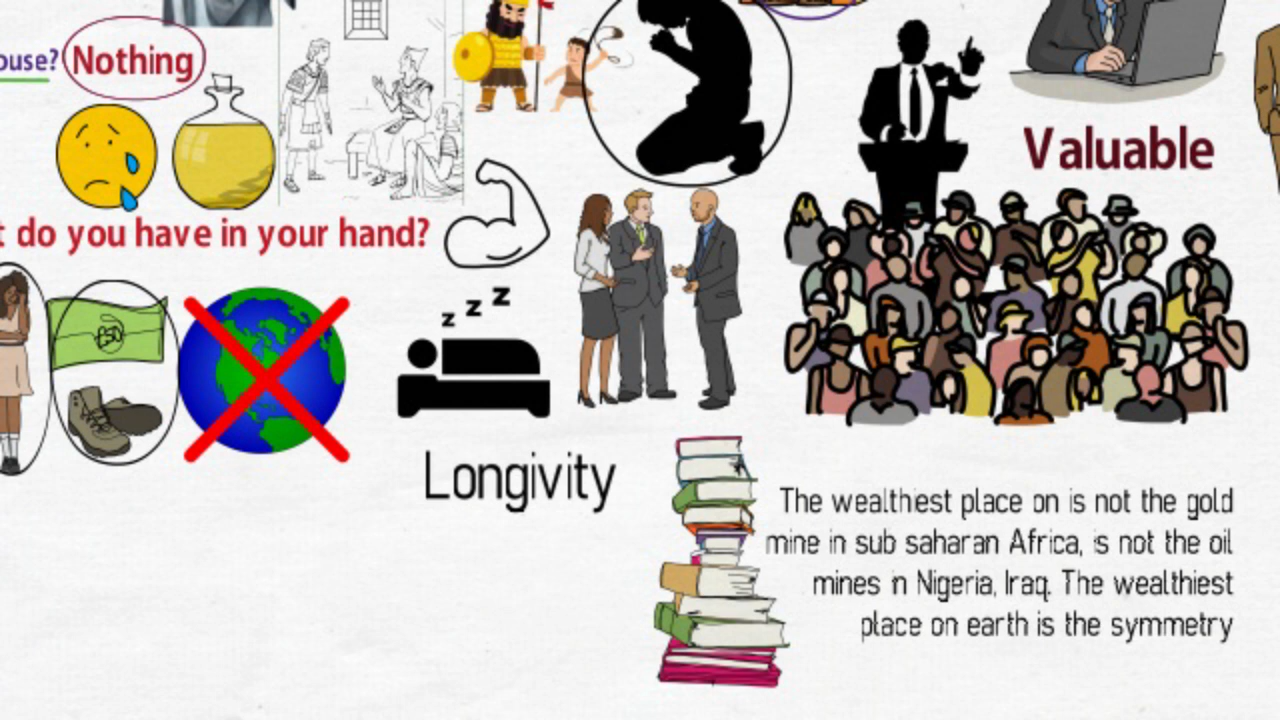 ouse? Nothing
Valuable
t do you have in your hand?
z z z
Longivity
The wealthiest place on is not the gold
mine in sub saharan Africa, is not the oil
mines in Nigeria, Iraq. The wealthiest
place on earth is the symmetry